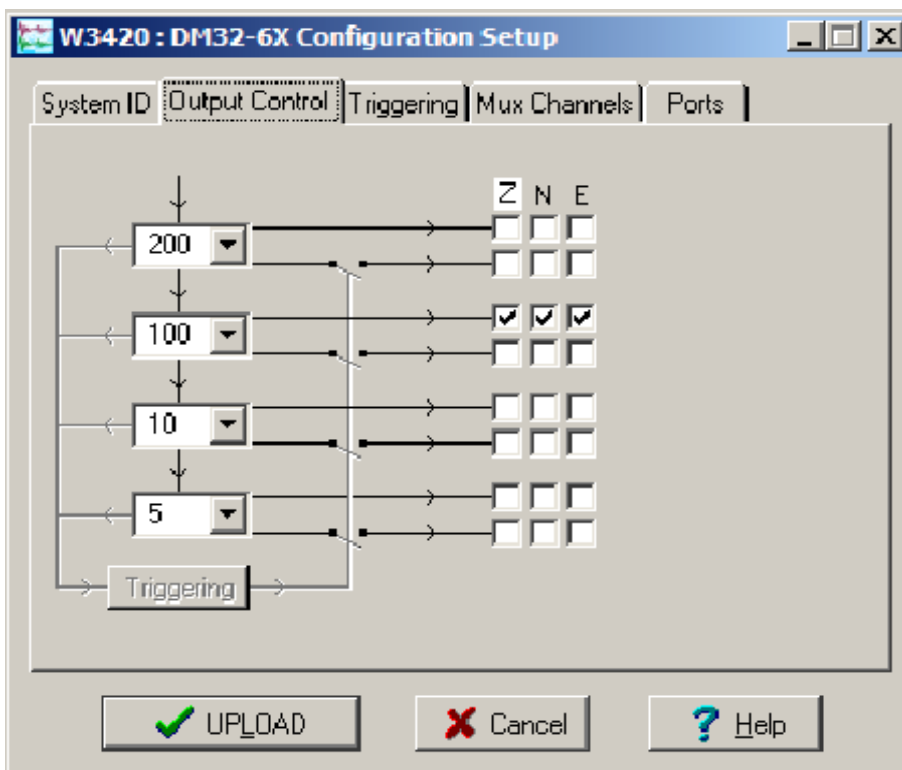 W3420 : DM32-6X Configuration Setup
System ID Output Control Triggering Mux Channels Ports
Z N E
200
100
10
5
Triggering
UPLOAD Cancel Help